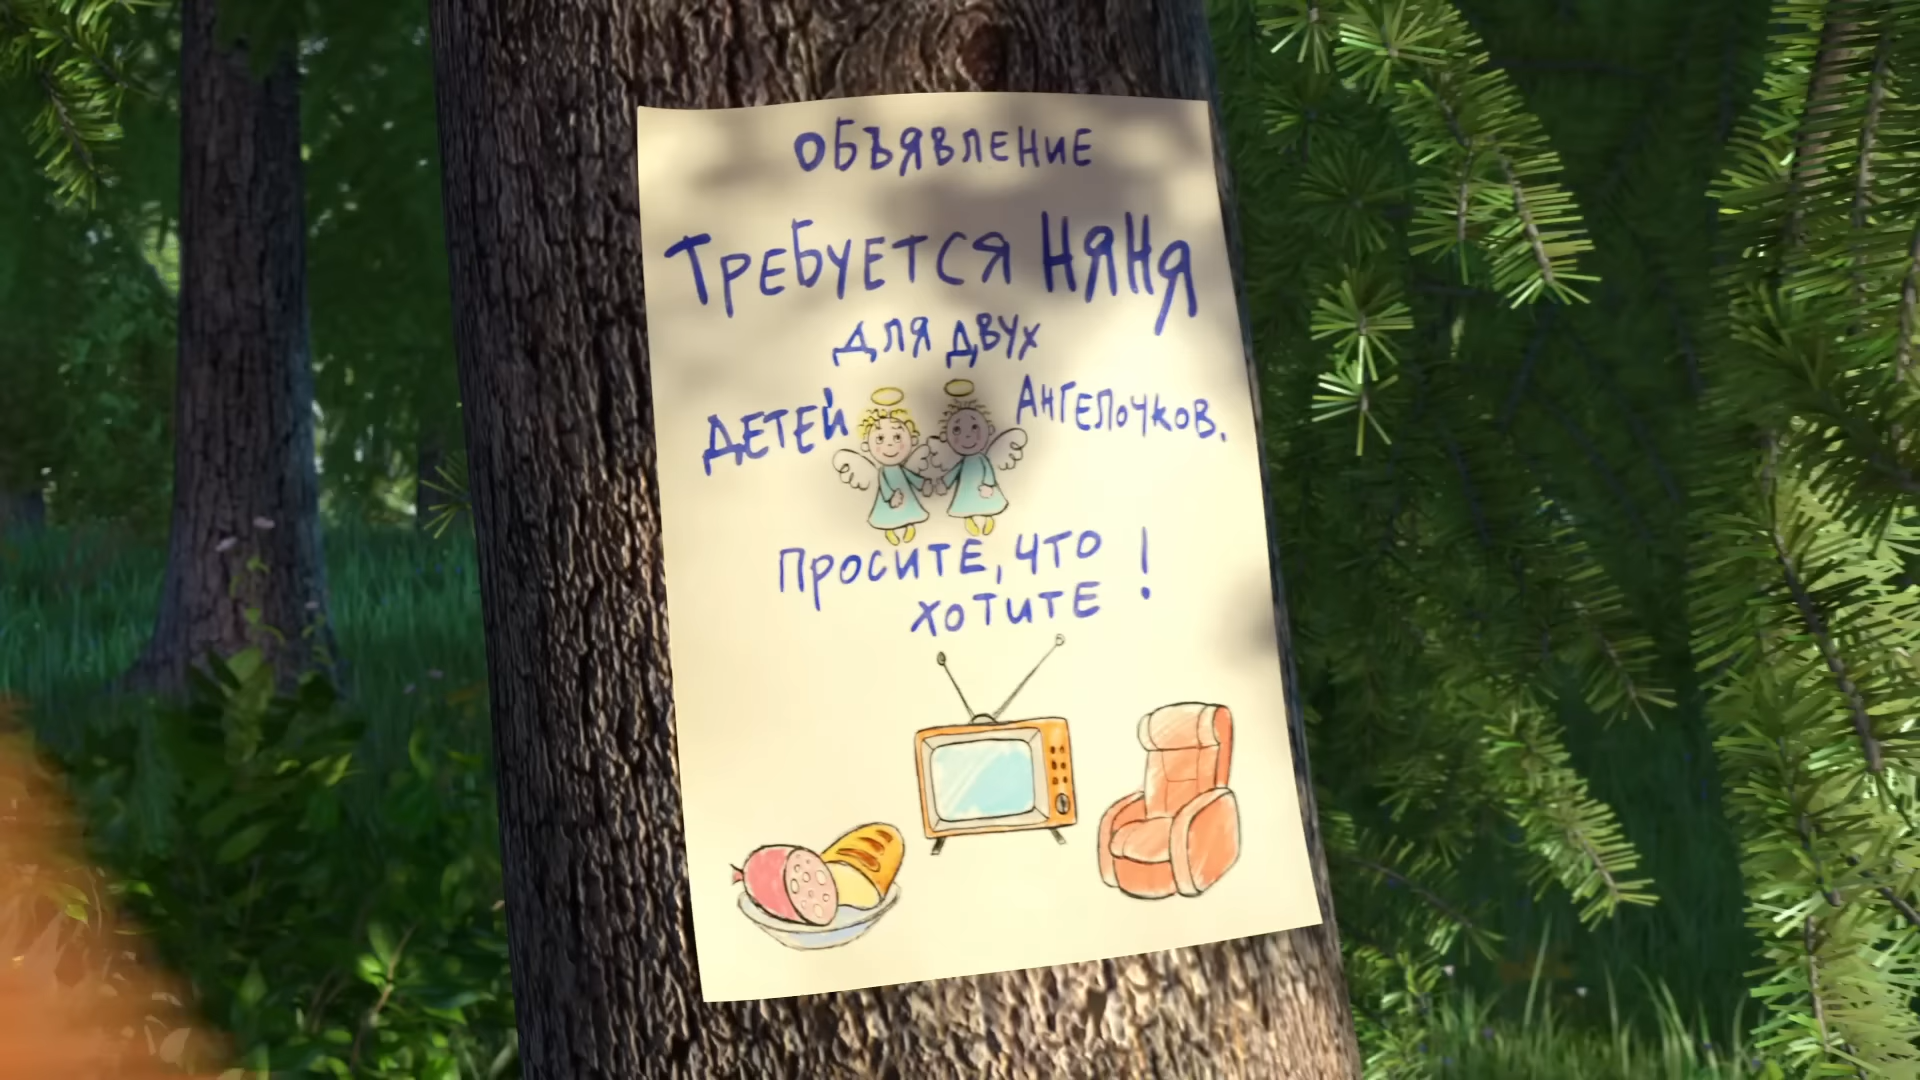 ОБЪЯВЛЕНИЕ
ТРЕБУЕТСЯ НЯНЯ
ДЛЯ ДВУХ
ДЕТЕЙ АНГЕЛОЧКОВ.
ПРОСИТЕ, ЧТО
ХОТИТЕ!